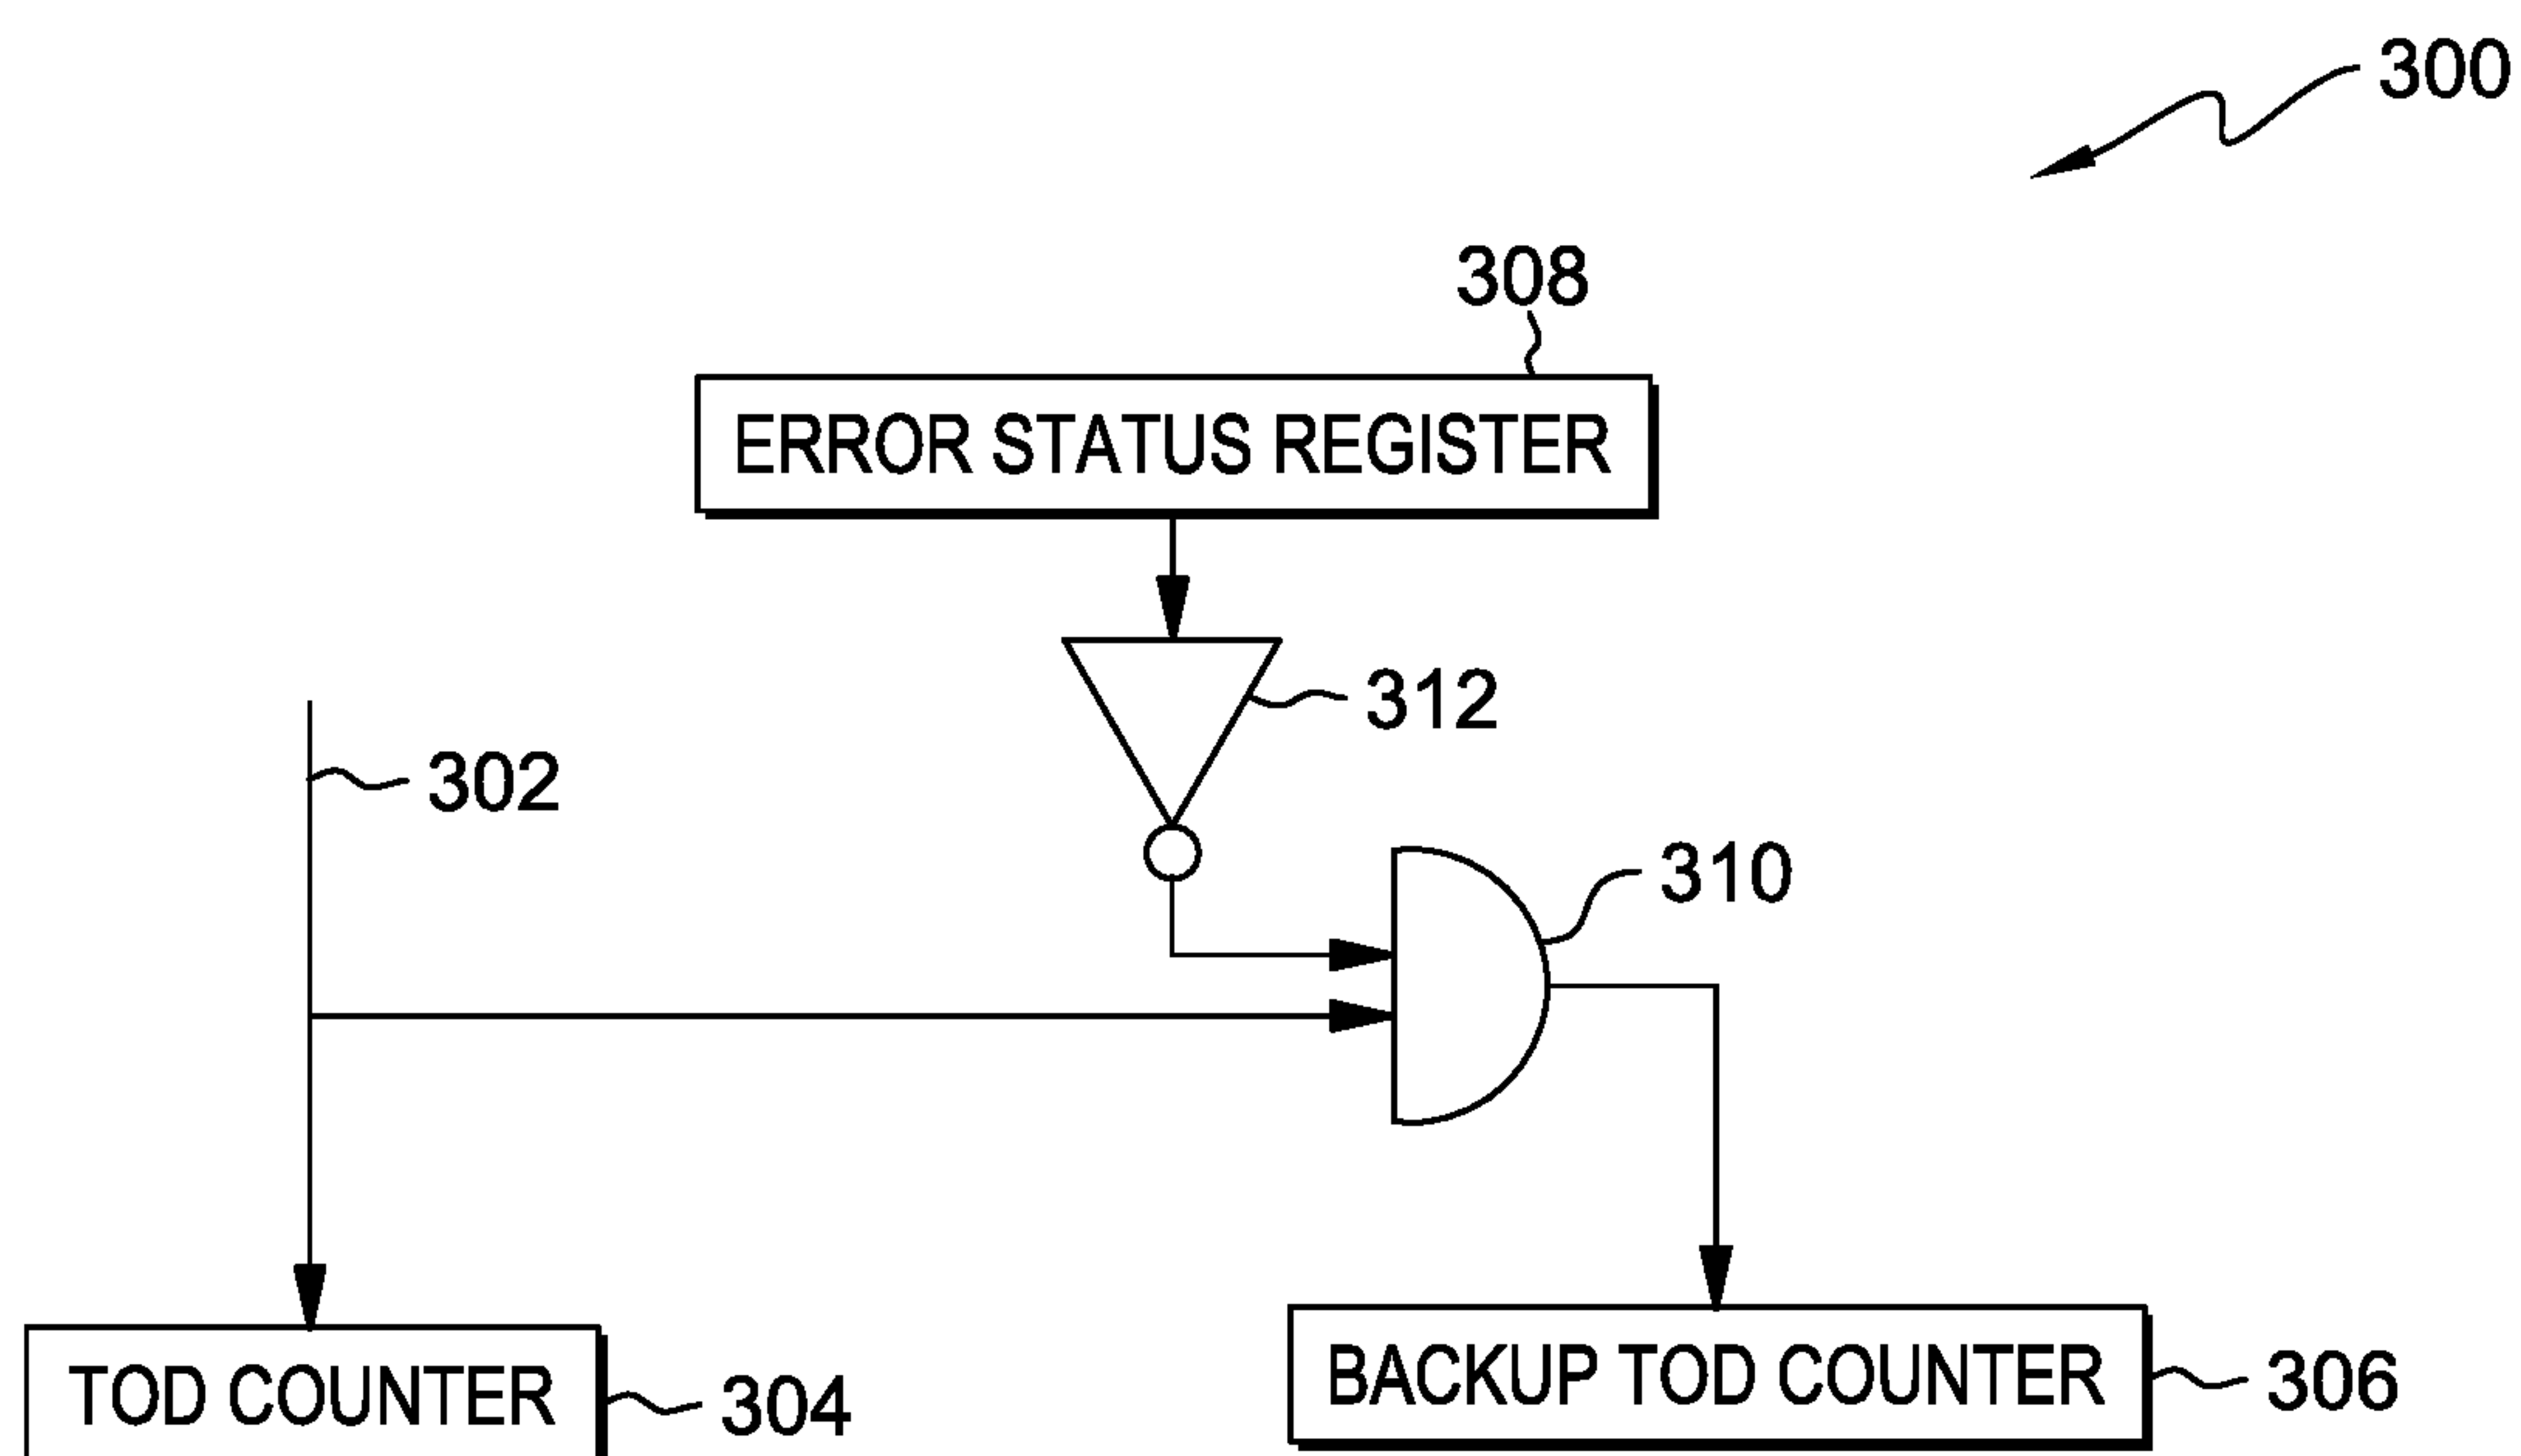 300
308
ERROR STATUS REGISTER
312
302
310
TOD COUNTER
304
BACKUP TOD COUNTER
306